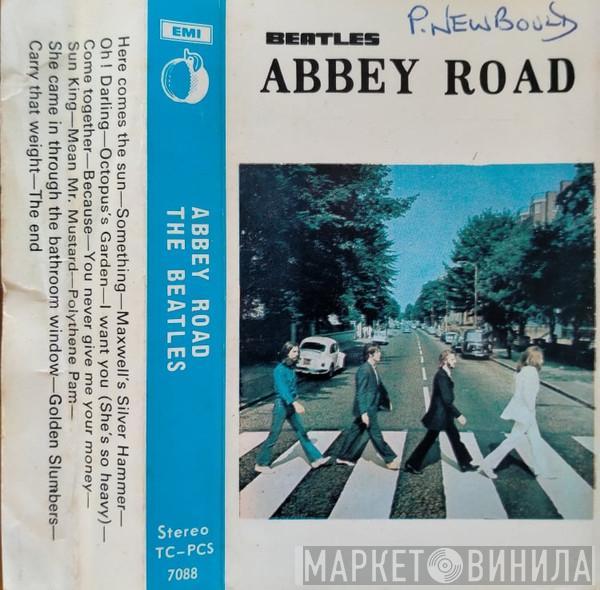 Here comes the sun—Something—Maxwell's Silver Hammer—
Oh! Darling—Octopus's Garden—I want you (She's so heavy)—
Come together—Because—You never give me your money—
Sun King—Mean Mr. Mustard—Polythene Pam—
She came in through the bathroom window—Golden Slumbers—
Carry that weight—The end
EMI
ABBEY ROAD
THE BEATLES
Stereo
TC-PCS
7088
P. NEWBOULD
BEATLES
ABBEY ROAD
МАРКЕТ ВИНИЛА